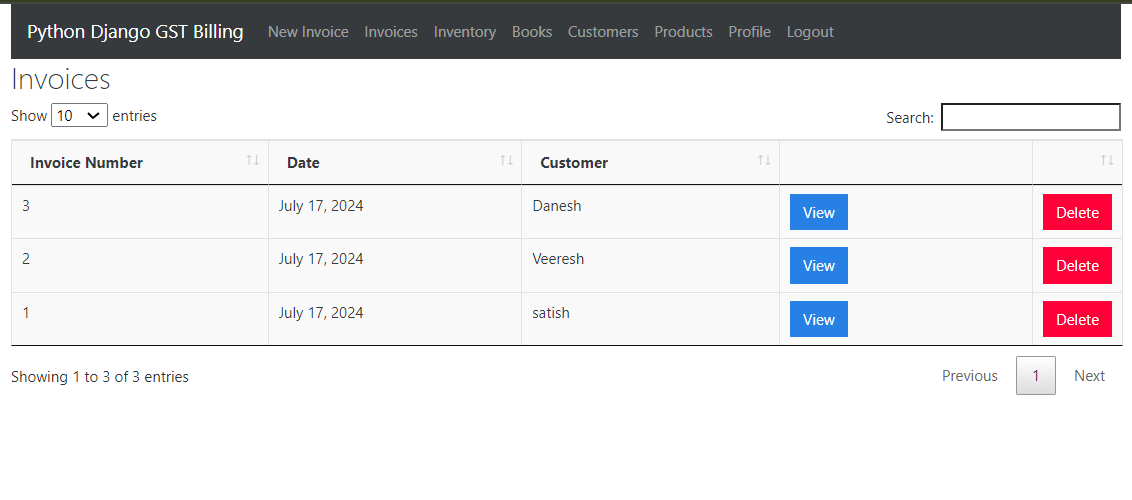 Python Django GST Billing New Invoice Invoices Inventory Books Customers Products Profile Logout
Invoices
Show 10 entries Search:
Invoice Number Date Customer
3 July 17, 2024 Danesh View Delete
2 July 17, 2024 Veeresh View Delete
1 July 17, 2024 satish View Delete
Showing 1 to 3 of 3 entries Previous 1 Next